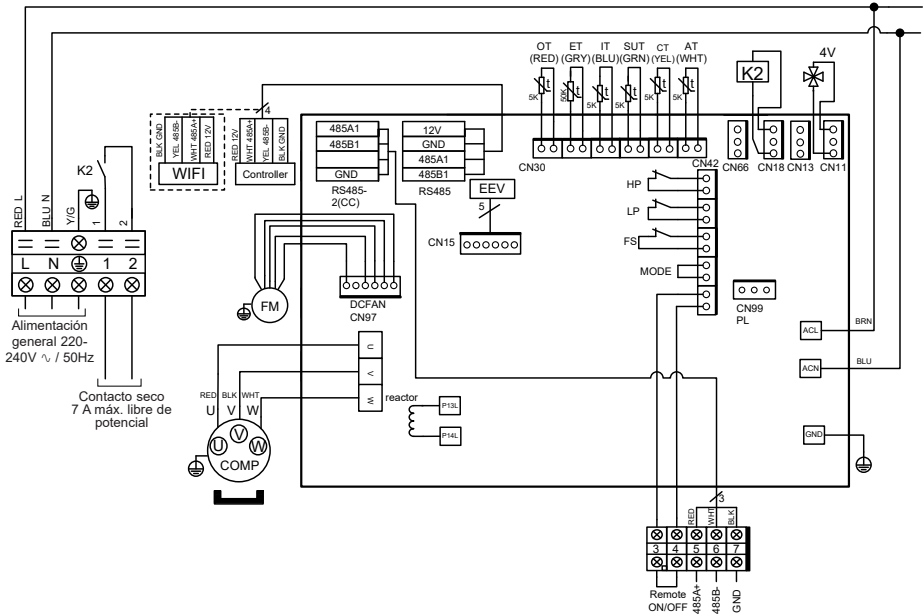 OT
(RED)
ET
(GRY)
IT
(BLU)
SUT
(GRN)
CT
(YEL)
AT
(WHT)
5K
50K
5K
5K
5K
5K
4V
K2
CN30
CN42
CN66
CN18
CN13
CN11
4
BLK GND
YEL 485B-
WHT 485A+
RED 12V
WIFI
RED 12V
WHT 485A+
YEL 485B-
BLK GND
Controller
485A1
485B1
GND
RS485-
2(CC)
12V
GND
485A1
485B1
RS485
EEV
5
CN15
HP
LP
FS
MODE
CN99
PL
K2
RED L
BLU N
Y/G
1
2
L
N
1
2
Alimentación
general 220-
240V ∿ / 50Hz
Contacto seco
7 A máx. libre de
potencial
FM
DCFAN
CN97
U
V
W
reactor
P13L
P14L
RED
BLK
WHT
U
V
W
U
V
W
COMP
ACL
BRN
ACN
BLU
GND
3
RED
WHT
BLK
3
4
5
6
7
Remote
ON/OFF
485A+
485B-
GND